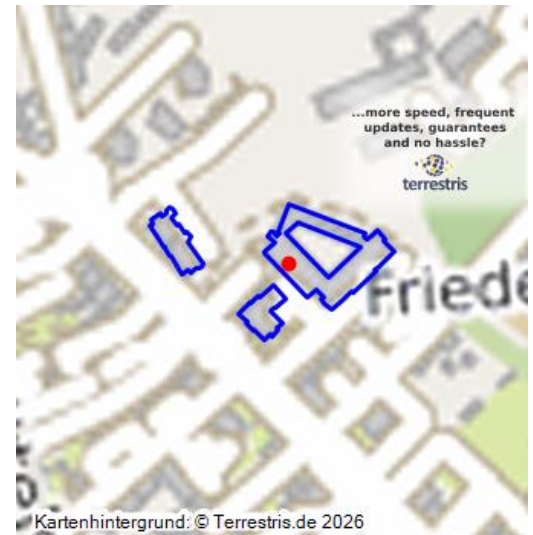 ...more speed, frequent
updates, guarantees
and no hassle?
terrestris
Friede
Kartenhintergrund: © Terrestris.de 2026